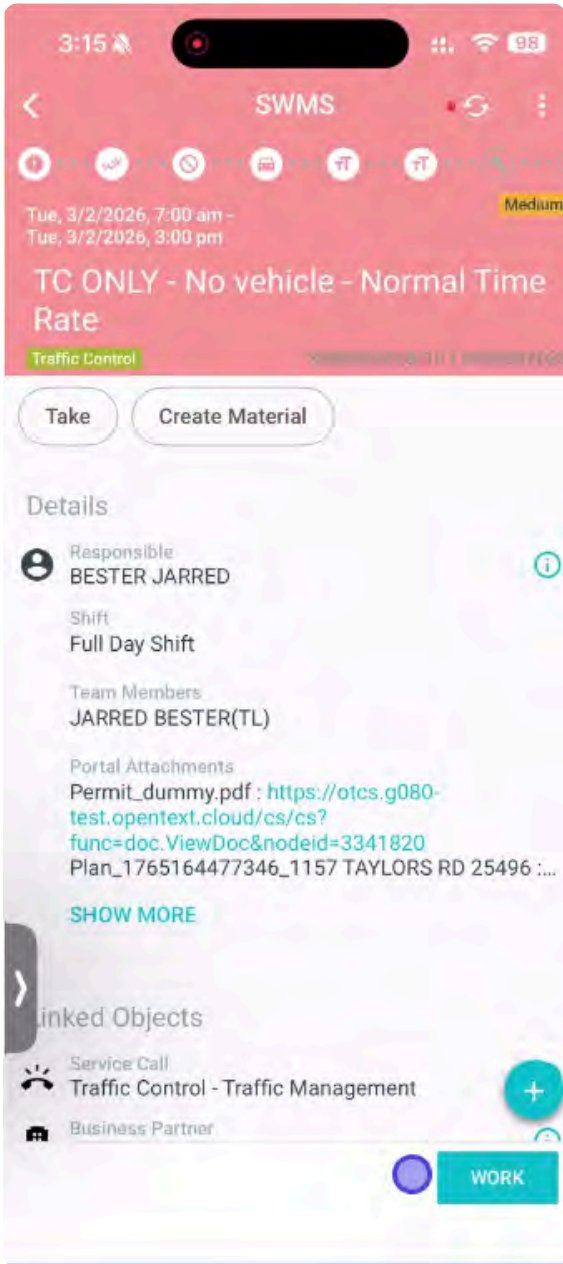 3:15
98
SWMS
Medium
Tue, 3/2/2026, 7:00 am -
Tue, 3/2/2026, 3:00 pm
TC ONLY - No vehicle - Normal Time
Rate
Traffic Control
Take
Create Material
Details
Responsible
BESTER JARRED
Shift
Full Day Shift
Team Members
JARRED BESTER(TL)
Portal Attachments
Permit_dummy.pdf : https://otcs.g080-
test.opentext.cloud/cs/cs?
func=doc.ViewDoc&nodeid=3341820
Plan_1765164477346_1157 TAYLORS RD 25496 :...
SHOW MORE
inked Objects
Service Call
Traffic Control - Traffic Management
Business Partner
WORK